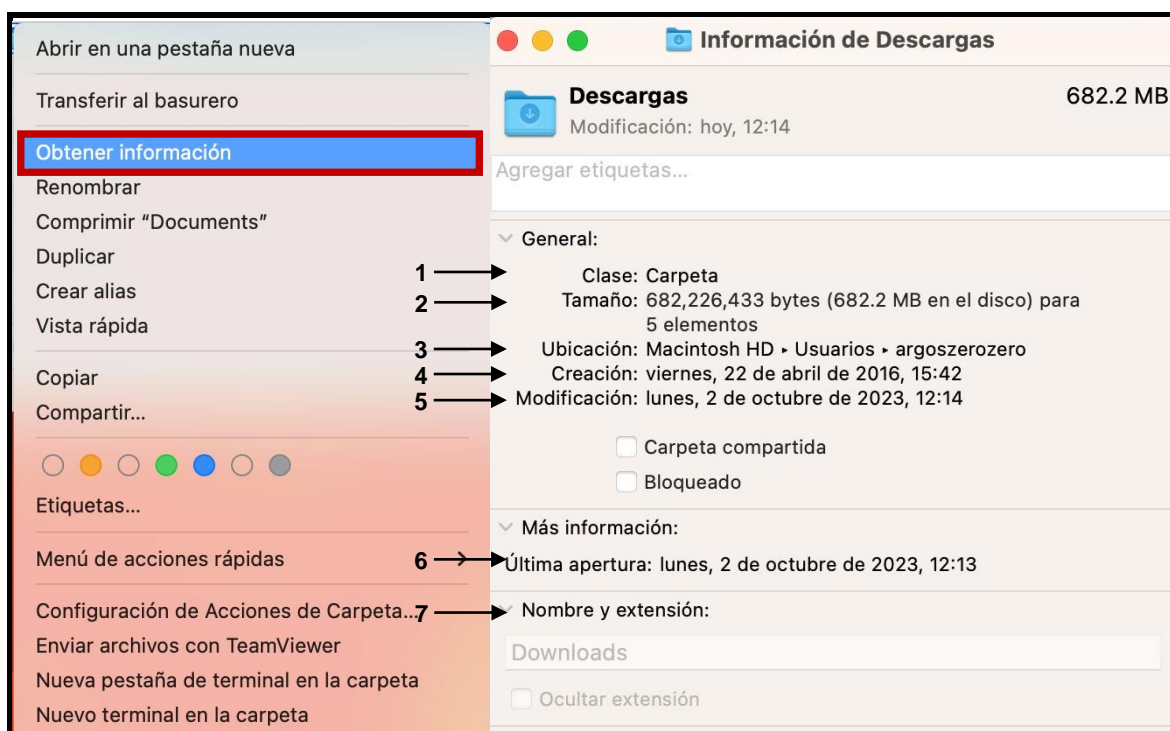 Abrir en una pestaña nueva
Transferir al basurero
Obtener información
Renombrar
Comprimir “Documents”
Duplicar
Crear alias
Vista rápida
Copiar
Compartir...
Etiquetas...
Menú de acciones rápidas
Configuración de Acciones de Carpeta...
Enviar archivos con TeamViewer
Nueva pestaña de terminal en la carpeta
Nuevo terminal en la carpeta
Información de Descargas
Descargas 682.2 MB
Modificación: hoy, 12:14
Agregar etiquetas...
General:
1 Clase: Carpeta
2 Tamaño: 682,226,433 bytes (682.2 MB en el disco) para
5 elementos
3 Ubicación: Macintosh HD ▸ Usuarios ▸ argoszerozero
4 Creación: viernes, 22 de abril de 2016, 15:42
5 Modificación: lunes, 2 de octubre de 2023, 12:14
Carpeta compartida
Bloqueado
Más información:
6 Última apertura: lunes, 2 de octubre de 2023, 12:13
7 Nombre y extensión:
Downloads
Ocultar extensión